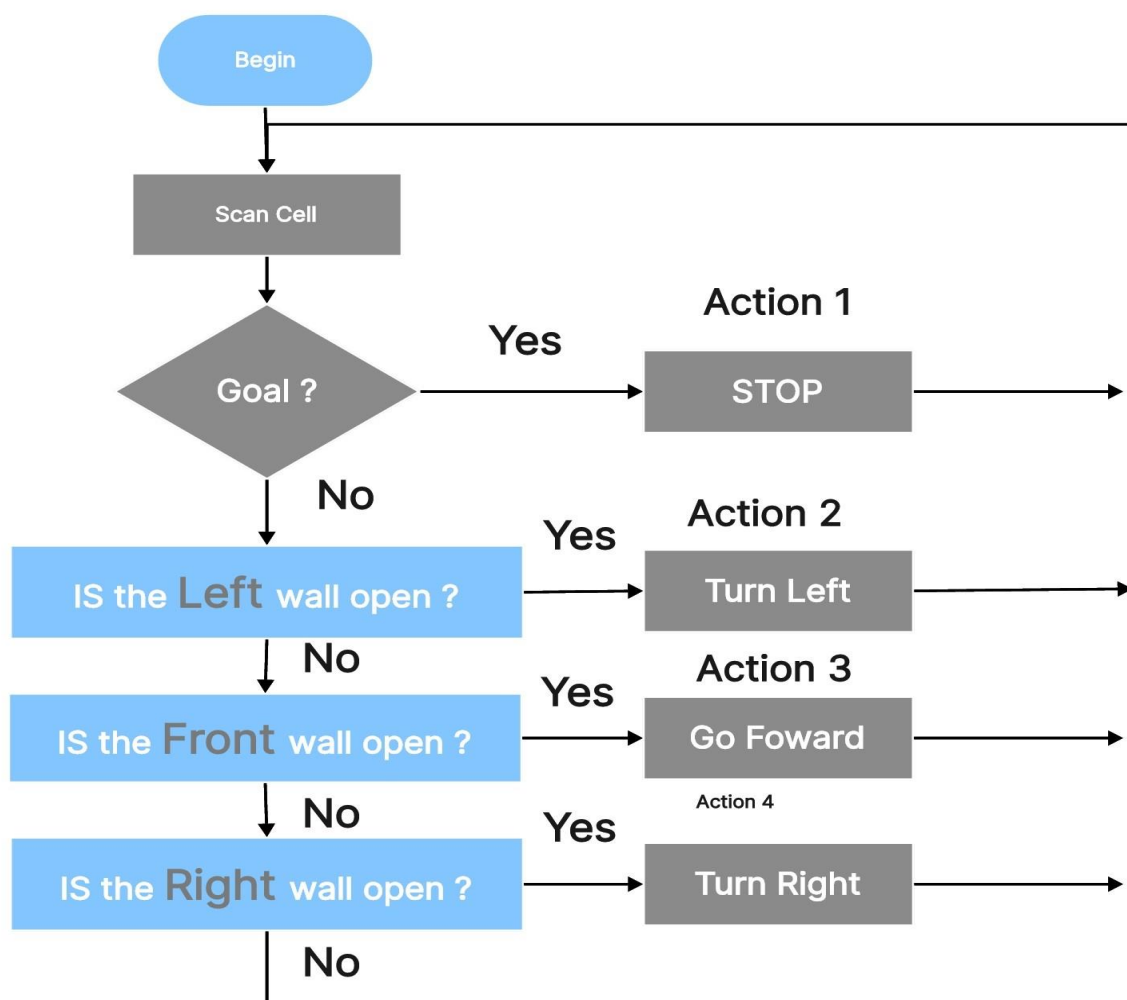 Begin
Scan Cell
Action 1
Yes
Goal ?
STOP
No
Action 2
Yes
IS the Left wall open ?
Turn Left
No
Action 3
Yes
IS the Front wall open ?
Go Foward
Action 4
No
Yes
IS the Right wall open ?
Turn Right
No